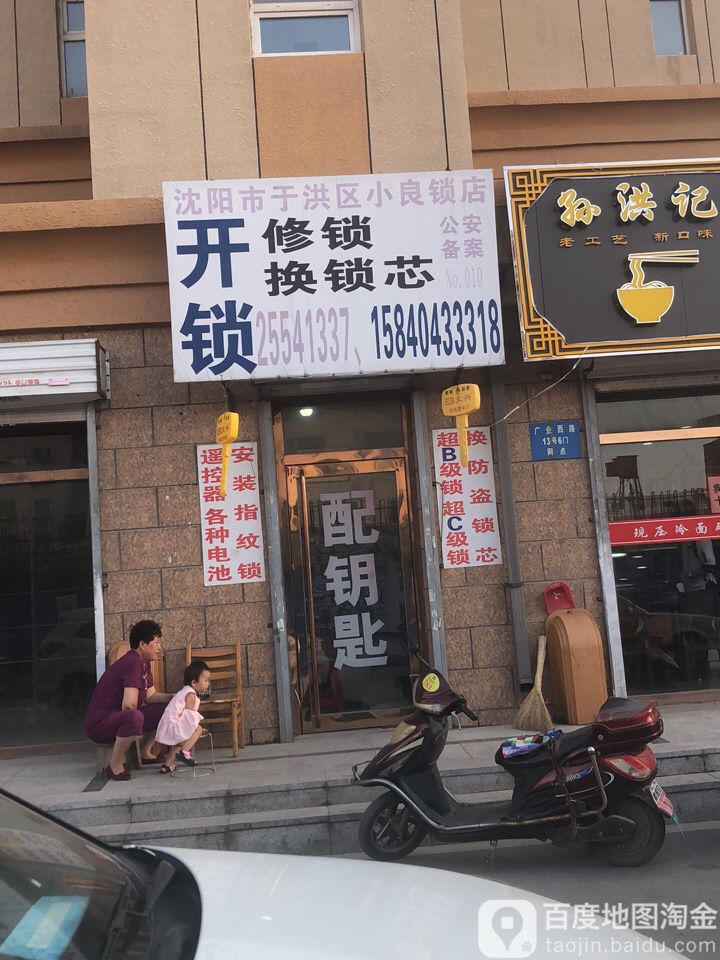 沈阳市于洪区小良锁店
开锁
修锁
换锁芯
公安
备案
No.010
25541337、15840433318
孙洪记
老工艺 新口味
安装指纹锁
遥控器各种电池
配钥匙
换防盗锁芯
超B级锁超C级锁
广业西路
13号6门
网点
现压冷面
百度地图淘金
taojin.baidu.com